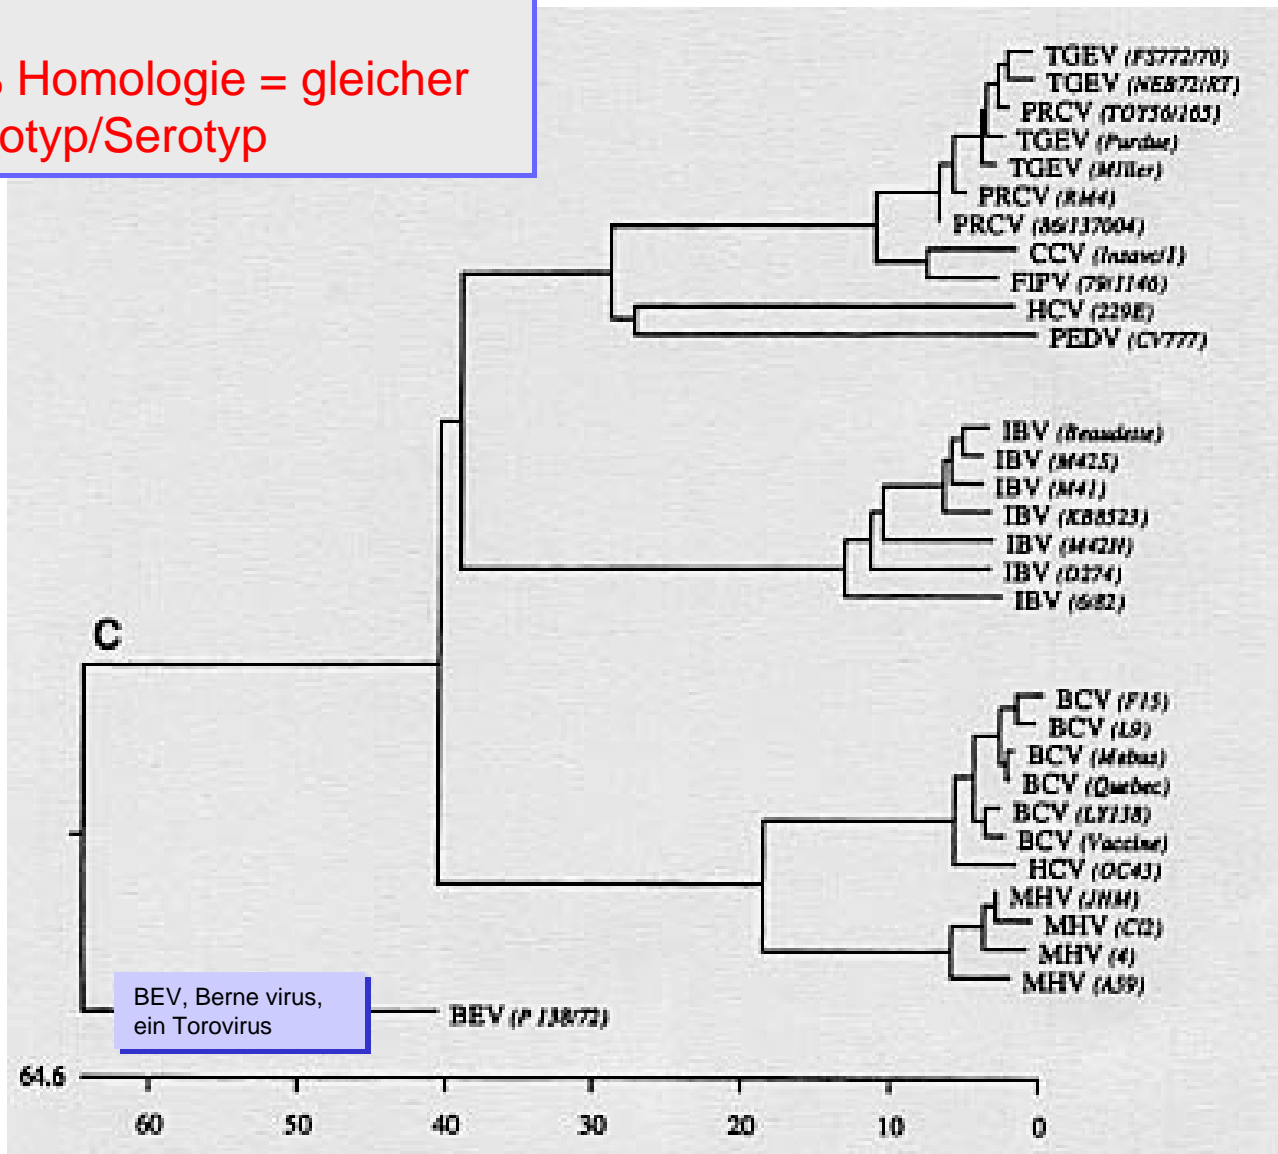 Homologie = gleicher
otyp/Serotyp
TGEV (FS772/70)
TGEV (NEB72/RT)
PRCV
TGEV (Purdue)
TGEV (Miller)
PRCV (RM4)
PRCV (86/137004)
CCV (Insavc/1)
FIPV (79/1146)
HCV (229E)
PEDV (CV777)
IBV (Beaudette)
IBV (M42S)
IBV (M41)
IBV (KB8523)
IBV (M42H)
IBV (D274)
IBV (6/82)
C
BCV (F15)
BCV (L9)
BCV (Mebus)
BCV (Quebec)
BCV (LY138)
BCV (Vaccine)
HCV (OC43)
MHV (JHM)
MHV (Cl2)
MHV (4)
MHV (A59)
BEV, Berne virus,
ein Torovirus
BEV (P 138/72)
64.6
60 50 40 30 20 10 0